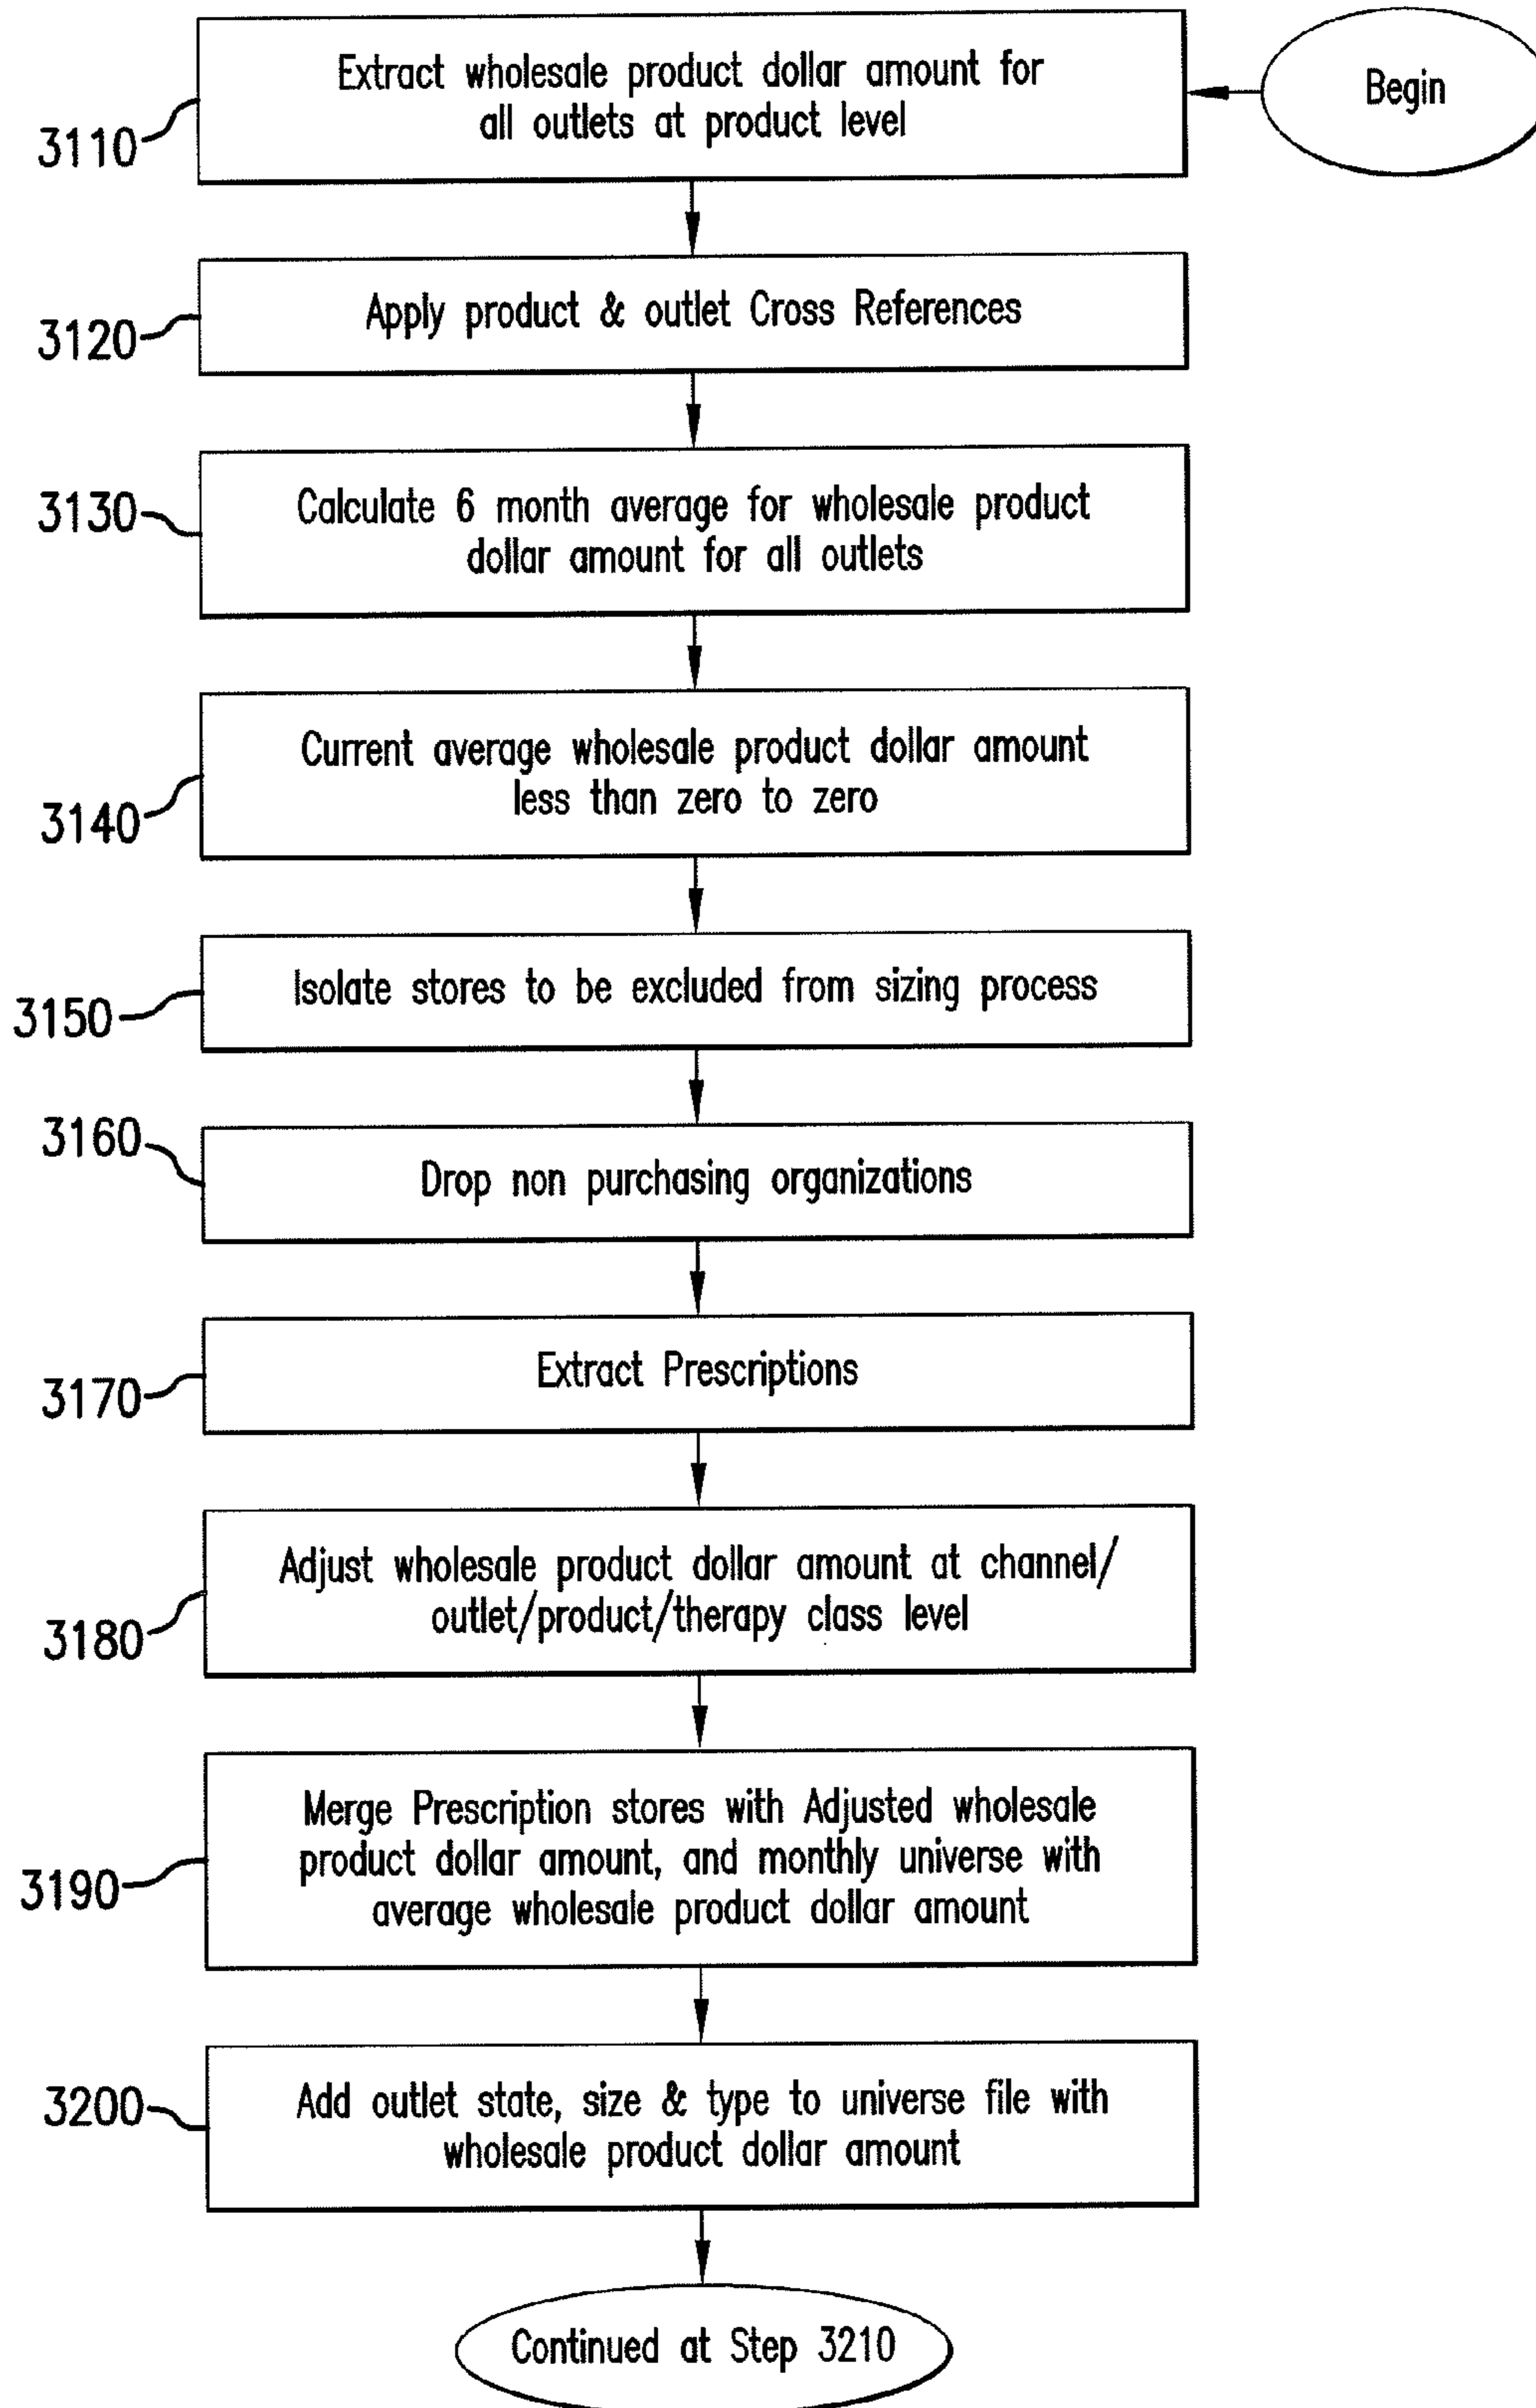 Begin
3110
Extract wholesale product dollar amount for
all outlets at product level
3120
Apply product & outlet Cross References
3130
Calculate 6 month average for wholesale product
dollar amount for all outlets
3140
Current average wholesale product dollar amount
less than zero to zero
3150
Isolate stores to be excluded from sizing process
3160
Drop non purchasing organizations
3170
Extract Prescriptions
3180
Adjust wholesale product dollar amount at channel/
outlet/product/therapy class level
3190
Merge Prescription stores with Adjusted wholesale
product dollar amount, and monthly universe with
average wholesale product dollar amount
3200
Add outlet state, size & type to universe file with
wholesale product dollar amount
Continued at Step 3210